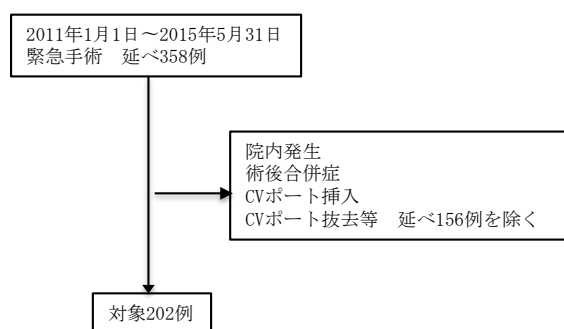 2011年1月1日～2015年5月31日
緊急手術　延べ358例
院内発生
術後合併症
CVポート挿入
CVポート抜去等　延べ156例を除く
対象202例